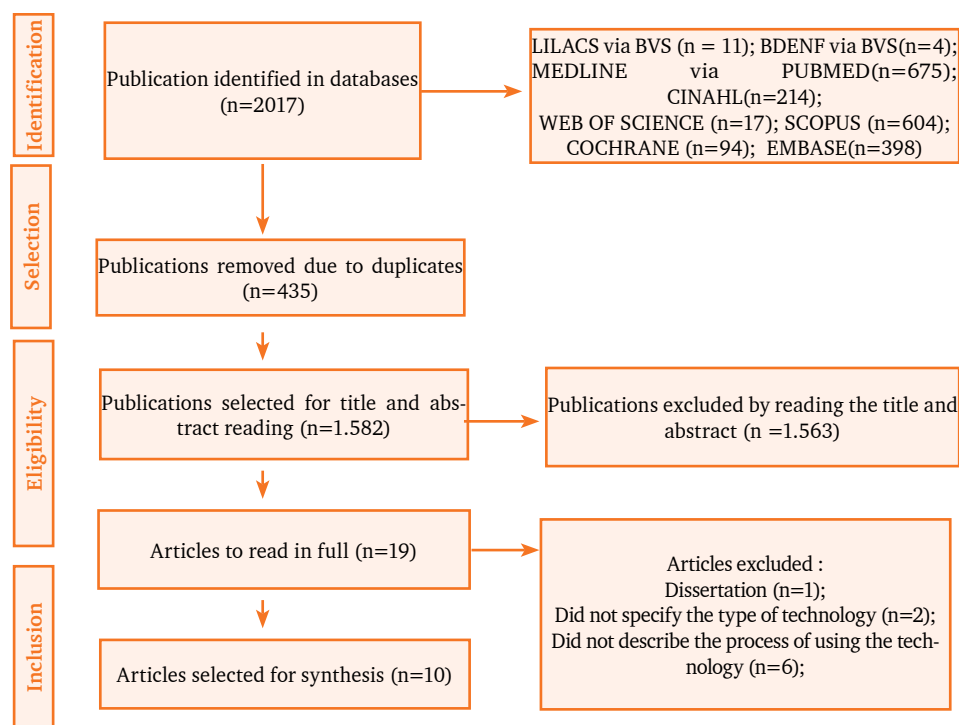 Identification
Publication identified in databases
(n=2017)
LILACS via BVS (n = 11); BDENF via BVS(n=4);
MEDLINE via PUBMED(n=675);
CINAHL(n=214);
WEB OF SCIENCE (n=17); SCOPUS (n=604);
COCHRANE (n=94); EMBASE(n=398)
Selection
Publications removed due to duplicates
(n=435)
Eligibility
Publications selected for title and abs-
tract reading (n=1.582)
Publications excluded by reading the title and
abstract (n =1.563)
Articles to read in full (n=19)
Articles excluded :
Dissertation (n=1);
Did not specify the type of technology (n=2);
Did not describe the process of using the tech-
nology (n=6);
Inclusion
Articles selected for synthesis (n=10)